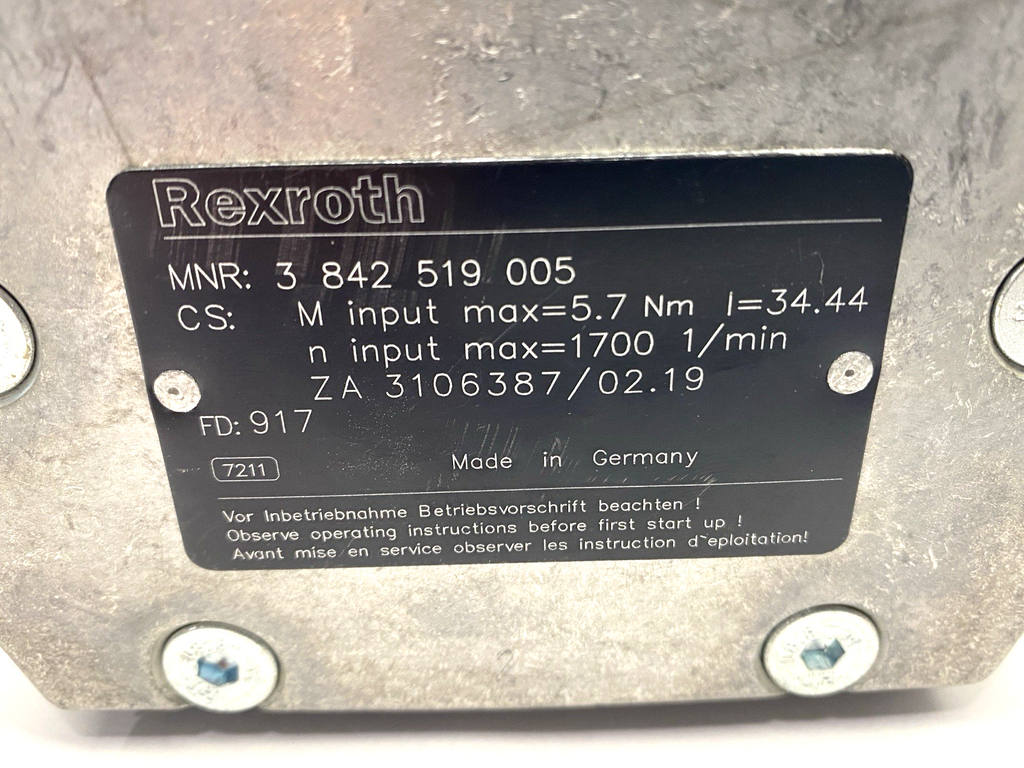 Rexroth
MNR: 3 842 519 005
CS: M input max=5.7 Nm I=34.44
n input max=1700 1/min
ZA 3106387/02.19
FD: 917
7211
Made in Germany
Vor Inbetriebnahme Betriebsvorschrift beachten !
Observe operating instructions before first start up !
Avant mise en service observer les instruction d~eploitation!